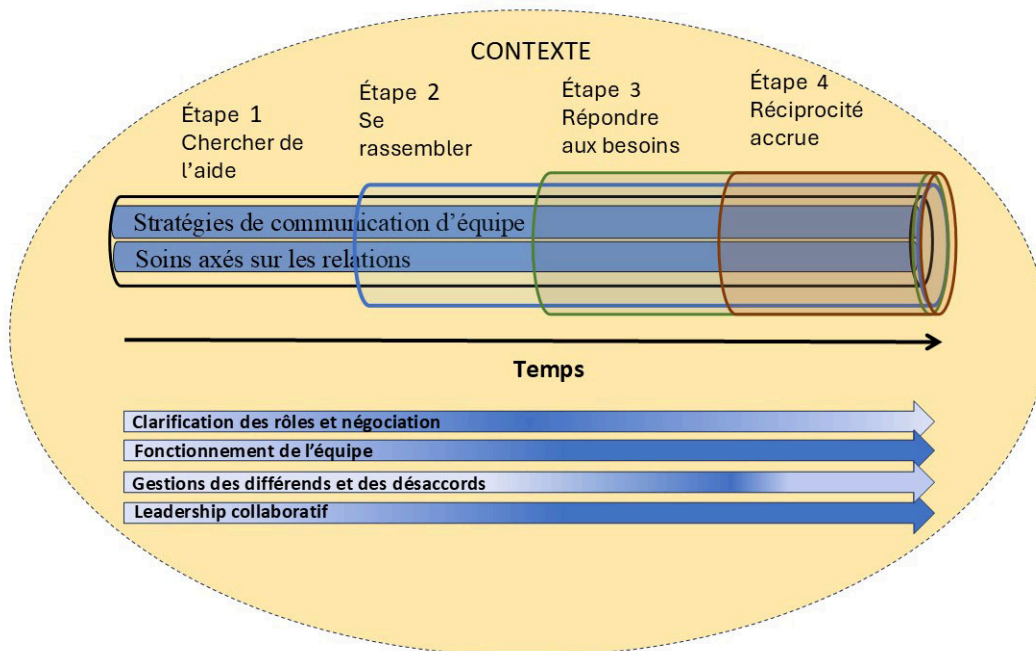 CONTEXTE
Étape 1
Chercher de
l'aide
Étape 2
Se
rassembler
Étape 3
Répondre
aux besoins
Étape 4
Réciprocité
accrue
Stratégies de communication d'équipe
Soins axés sur les relations
Temps
Clarification des rôles et négociation
Fonctionnement de l'équipe
Gestions des différends et des désaccords
Leadership collaboratif